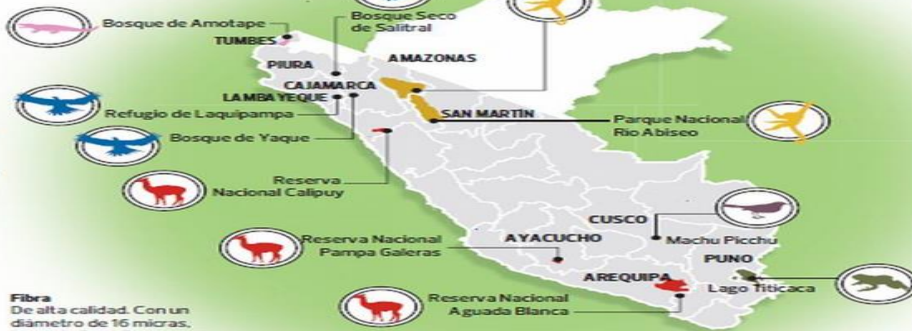 Bosque de Amotape
Bosque Seco
de Salitral
TUMBES
PIURA
AMAZONAS
CAJAMARCA
LAMBAYEQUE
Refugio de Laquipampa
SAN MARTÍN
Parque Nacional
Río Abiseo
Bosque de Yaque
Reserva
Nacional Calipuy
CUSCO
Reserva Nacional
Pampa Galeras
AYACUCHO
Machu Picchu
PUNO
AREQUIPA
Lago Titicaca
Reserva Nacional
Aguada Blanca
Fibra
De alta calidad. Con un
diámetro de 16 micras,